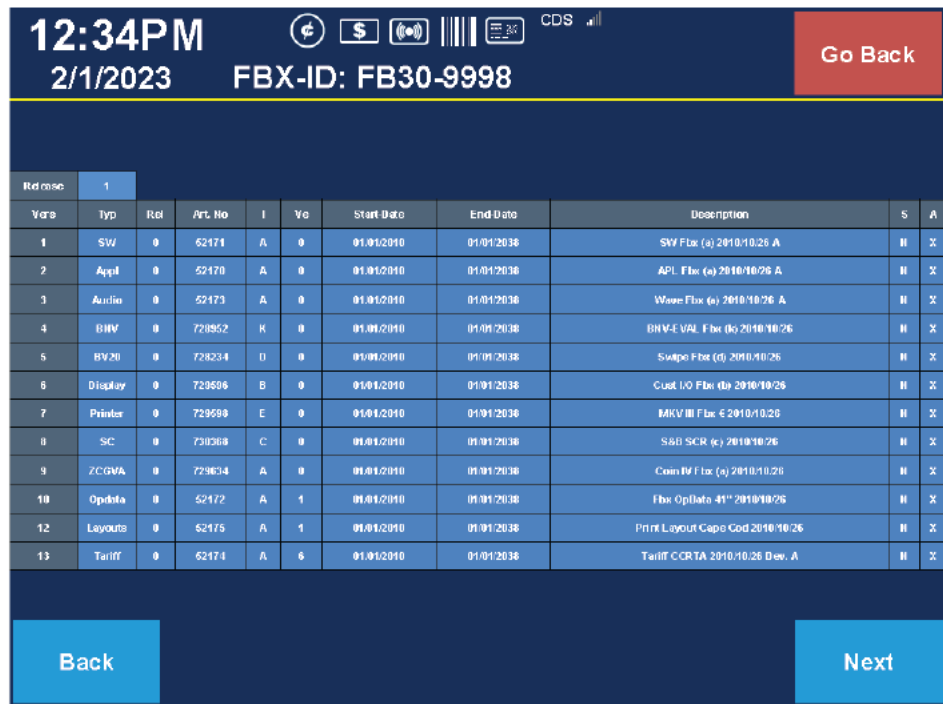 12:34PM CDS Go Back
2/1/2023 FBX-ID: FB30-9998
Release 1
Vers Typ Rel Art. No I Ve Start-Date End-Date Description S A
1 SW 0 52171 A 0 01.01/2010 01/01/2038 SW Fbx (a) 2010/10/26 A N X
2 Appl 0 52170 A 0 01.01/2010 01/01/2038 APL Fbx (a) 2010/10/26 A N X
3 Audio 0 52173 A 0 01.01/2010 01/01/2038 Wave Fbx (a) 2010/10/26 A N X
4 BNV 0 728952 K 0 01.01/2010 01/01/2038 BNV-EVAL Fbx (k) 2010/10/26 N X
5 BV20 0 728234 D 0 01/01/2010 01/01/2038 Swipe Fbx (d) 2010/10/26 N X
6 Display 0 728596 B 0 01/01/2010 01/01/2038 Cust I/O Fbx (b) 2010/10/26 N X
7 Printer 0 729598 E 0 01/01/2010 01/01/2038 MKV III Fbx € 2010/10/26 N X
8 SC 0 730368 C 0 01/01/2010 01/01/2038 S&B SCR (c) 2010/10/26 N X
9 ZCGVA 0 729634 A 0 01/01/2010 01/01/2038 Coin IV Fbx (a) 2010/10/26 N X
10 Opdata 0 52172 A 1 01/01/2010 01/01/2038 Fbx OpData 41" 2010/10/26 N X
12 Layouts 0 52175 A 1 01/01/2010 01/01/2038 Print Layout Cape Cod 2010/10/26 N X
13 Tariff 0 52174 A 6 01/01/2010 01/01/2038 Tariff CCRTA 2010/10/26 Dev. A N X
Back Next